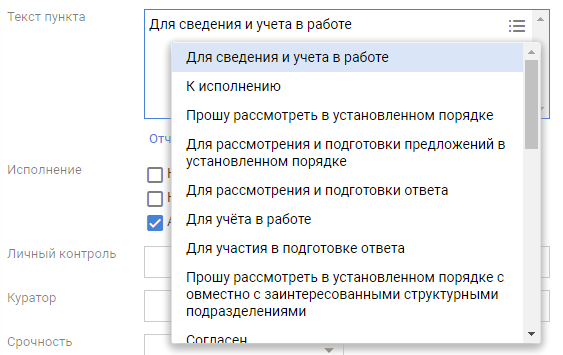 Текст пункта
Для сведения и учета в работе
Для сведения и учета в работе
К исполнению
Прошу рассмотреть в установленном порядке
Для рассмотрения и подготовки предложений в
установленном порядке
Для рассмотрения и подготовки ответа
Для учёта в работе
Для участия в подготовке ответа
Прошу рассмотреть в установленном порядке с
овместно с заинтересованными структурными
подразделениями
Согласен
Исполнение
Личный контроль
Куратор
Срочность